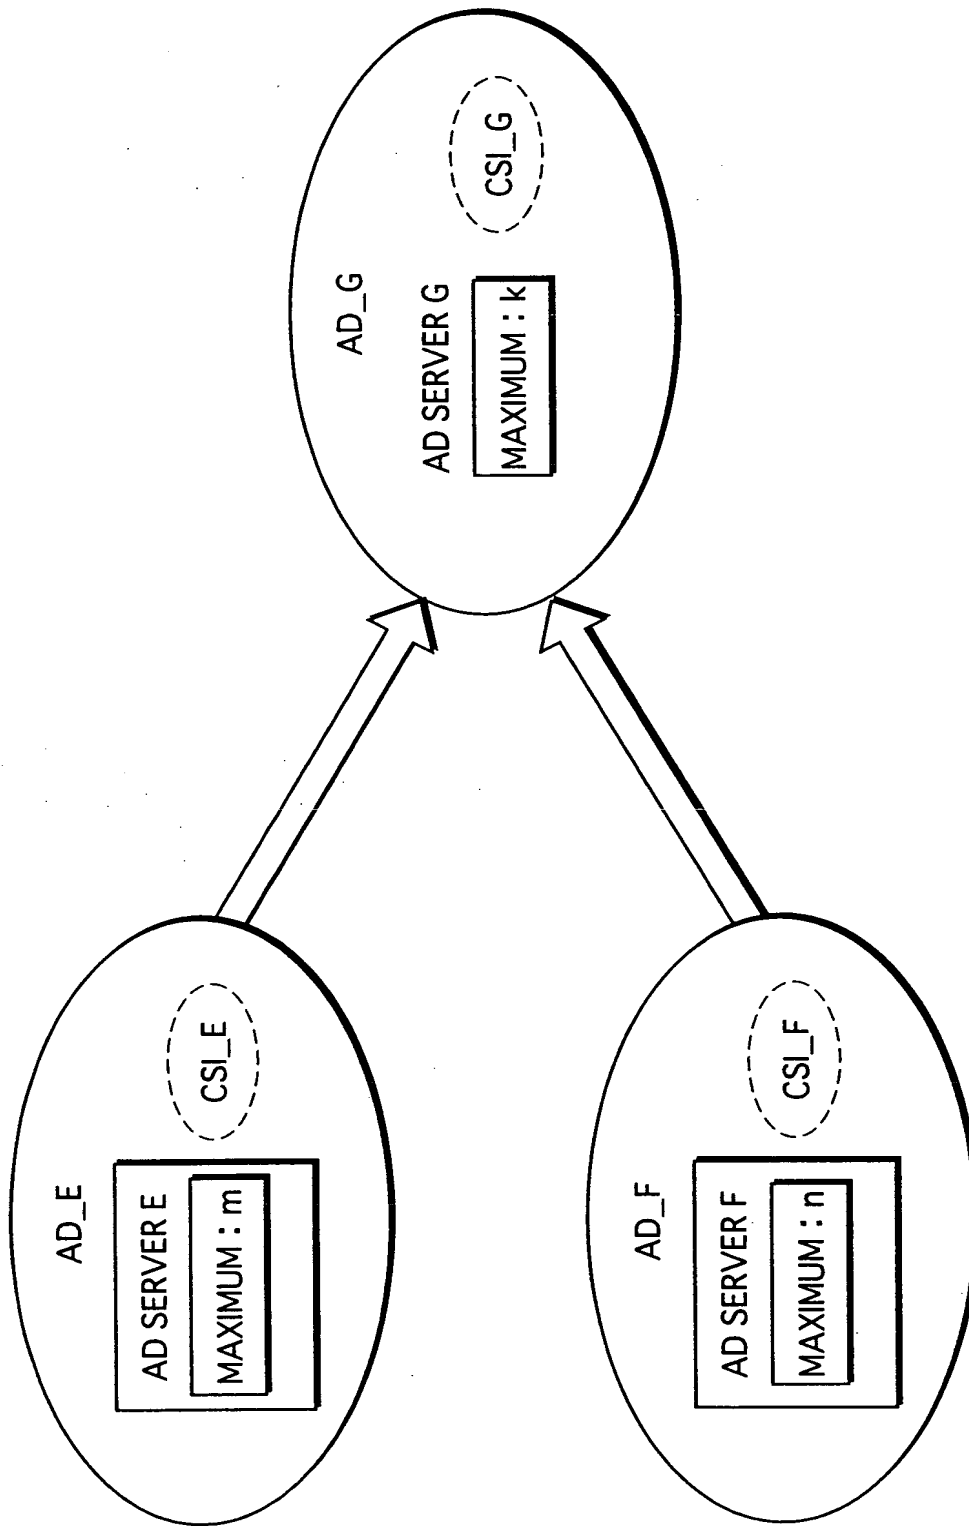 AD_E
AD SERVER E
MAXIMUM : m
CSI_E
AD_F
AD SERVER F
MAXIMUM : n
CSI_F
AD_G
AD SERVER G
MAXIMUM : k
CSI_G